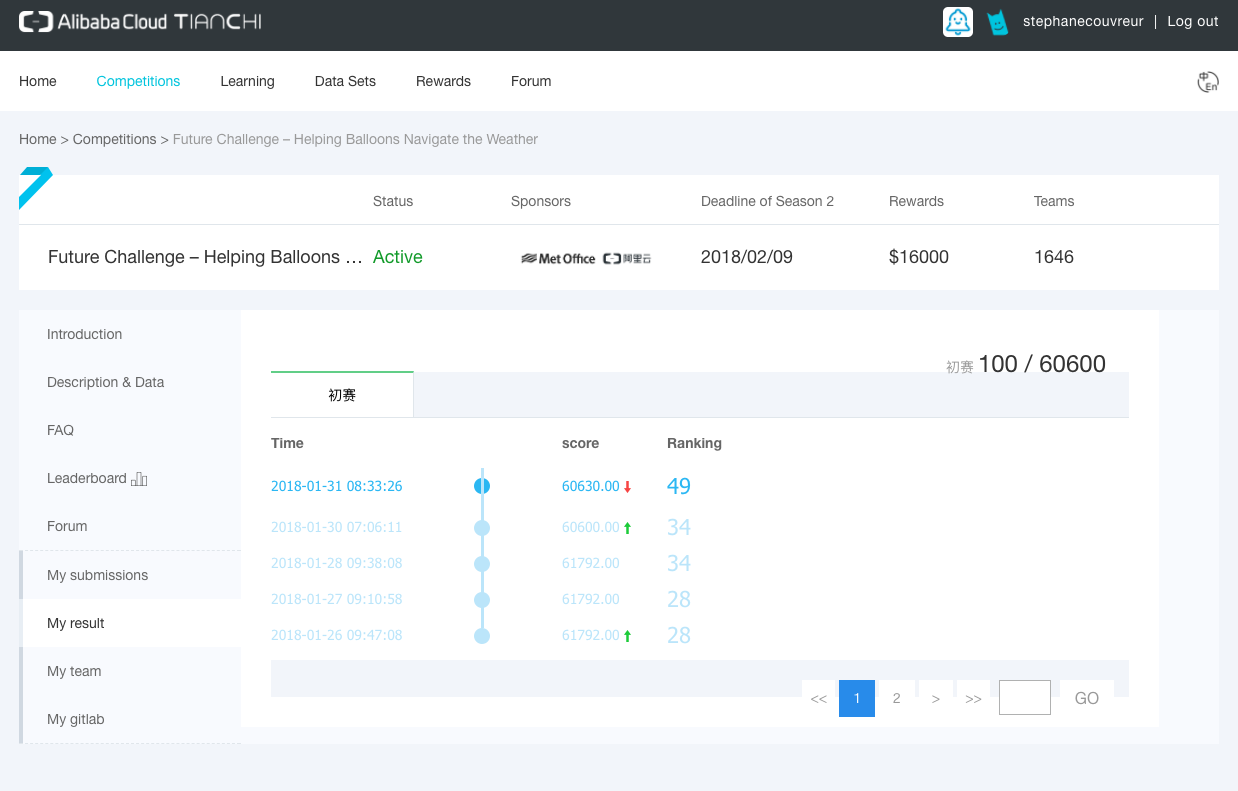 Alibaba Cloud TIANCHI
stephanecouvreur | Log out
Home Competitions Learning Data Sets Rewards Forum
中 En
Home > Competitions > Future Challenge – Helping Balloons Navigate the Weather
Status Sponsors Deadline of Season 2 Rewards Teams
Future Challenge – Helping Balloons … Active Met Office 阿里云 2018/02/09 $16000 1646
Introduction
Description & Data
FAQ
Leaderboard
Forum
My submissions
My result
My team
My gitlab
初赛 100 / 60600
初赛
Time score Ranking
2018-01-31 08:33:26 60630.00 49
2018-01-30 07:06:11 60600.00 34
2018-01-28 09:38:08 61792.00 34
2018-01-27 09:10:58 61792.00 28
2018-01-26 09:47:08 61792.00 28
<< 1 2 > >> GO